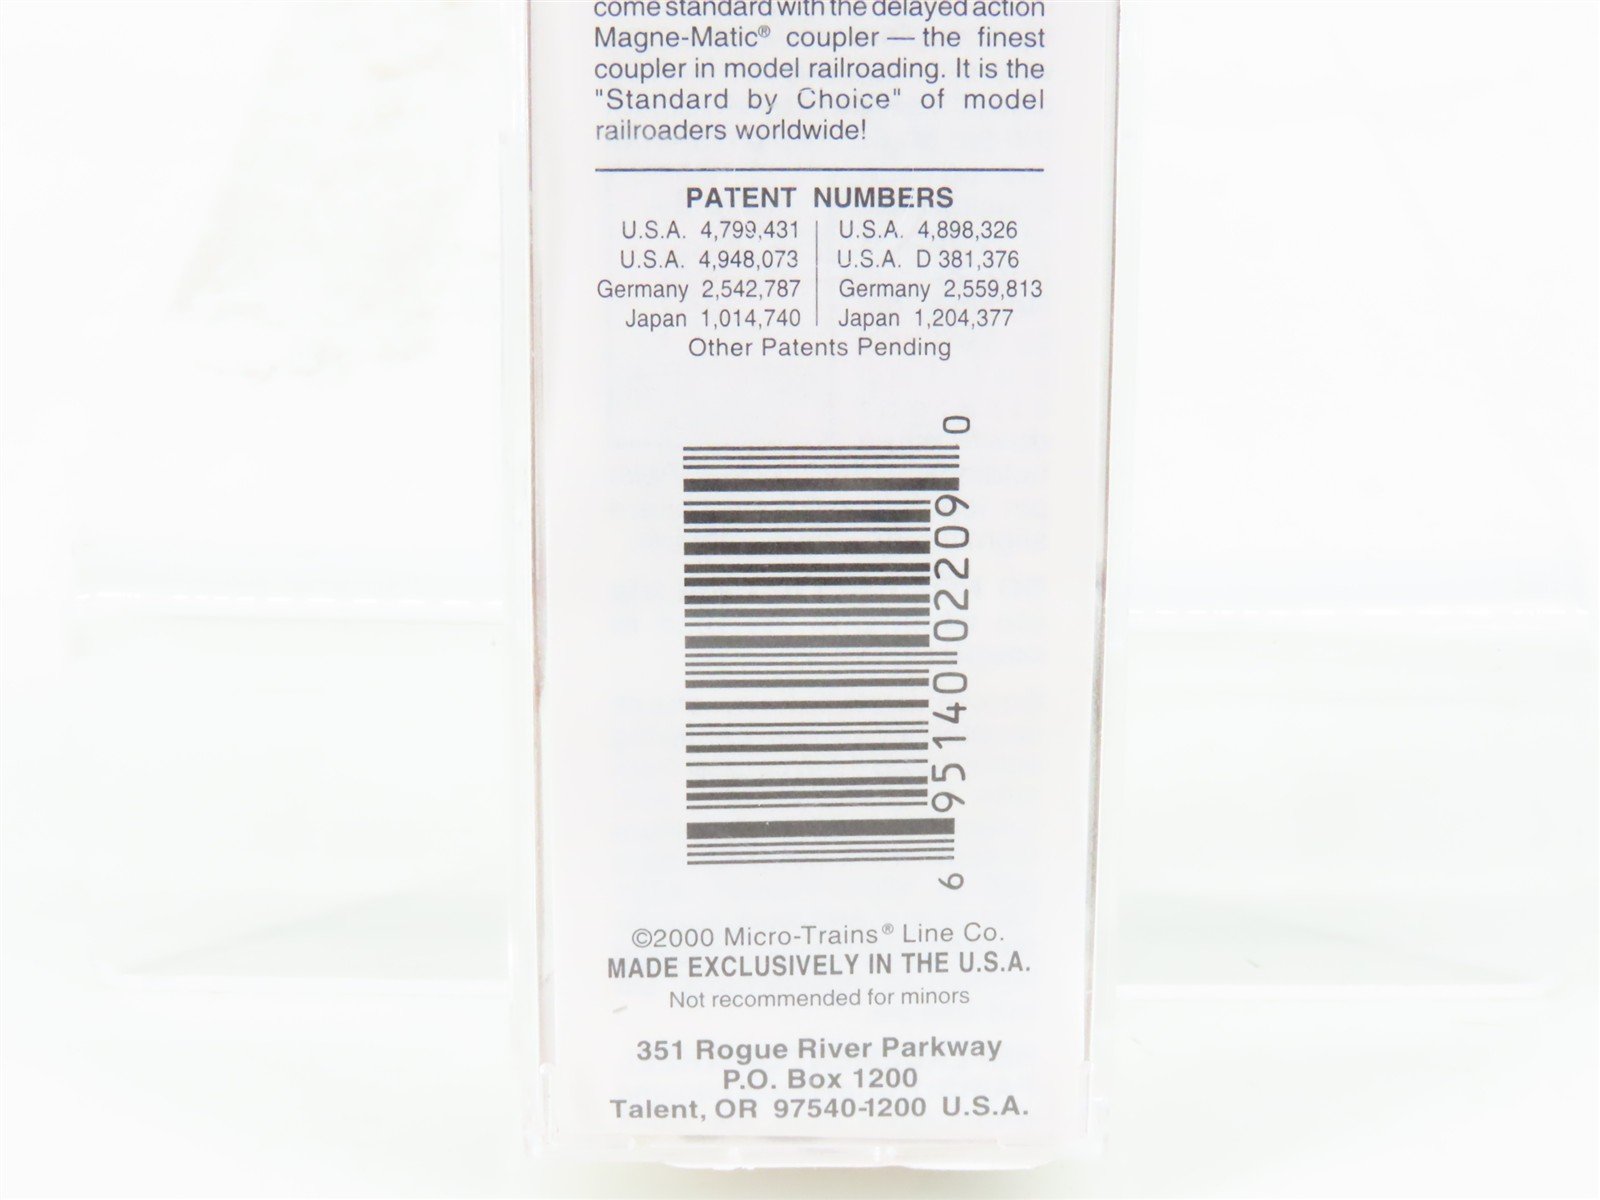 come standard with the delayed action
Magne-Matic® coupler — the finest
coupler in model railroading. It is the
"Standard by Choice" of model
railroaders worldwide!
PATENT NUMBERS
U.S.A. 4,799,431 U.S.A. 4,898,326
U.S.A. 4,948,073 U.S.A. D 381,376
Germany 2,542,787 Germany 2,559,813
Japan 1,014,740 Japan 1,204,377
Other Patents Pending
6 95140 02209 0
©2000 Micro-Trains® Line Co.
MADE EXCLUSIVELY IN THE U.S.A.
Not recommended for minors
351 Rogue River Parkway
P.O. Box 1200
Talent, OR 97540-1200 U.S.A.